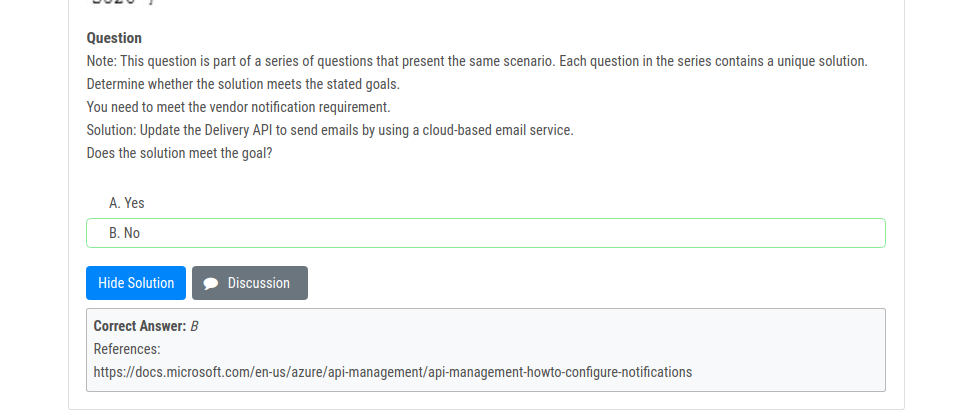 Question
Note: This question is part of a series of questions that present the same scenario. Each question in the series contains a unique solution.
Determine whether the solution meets the stated goals.
You need to meet the vendor notification requirement.
Solution: Update the Delivery API to send emails by using a cloud-based email service.
Does the solution meet the goal?
A. Yes
B. No
Hide Solution
Discussion
Correct Answer: B
References:
https://docs.microsoft.com/en-us/azure/api-management/api-management-howto-configure-notifications